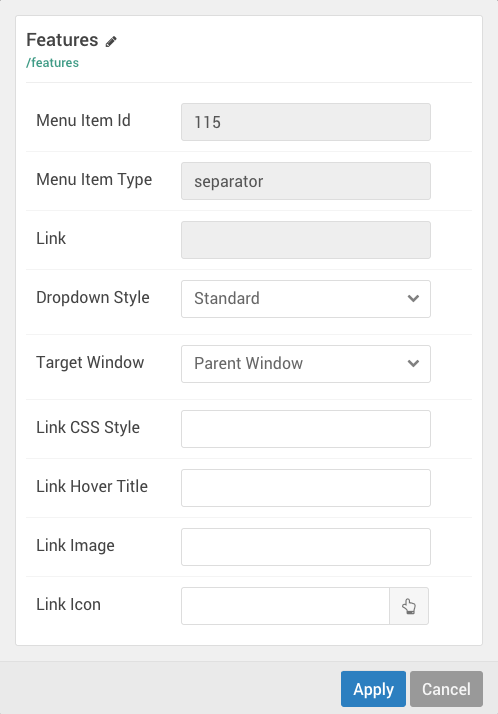 Features
/features
Menu Item Id 115
Menu Item Type separator
Link
Dropdown Style Standard
Target Window Parent Window
Link CSS Style
Link Hover Title
Link Image
Link Icon
Apply Cancel